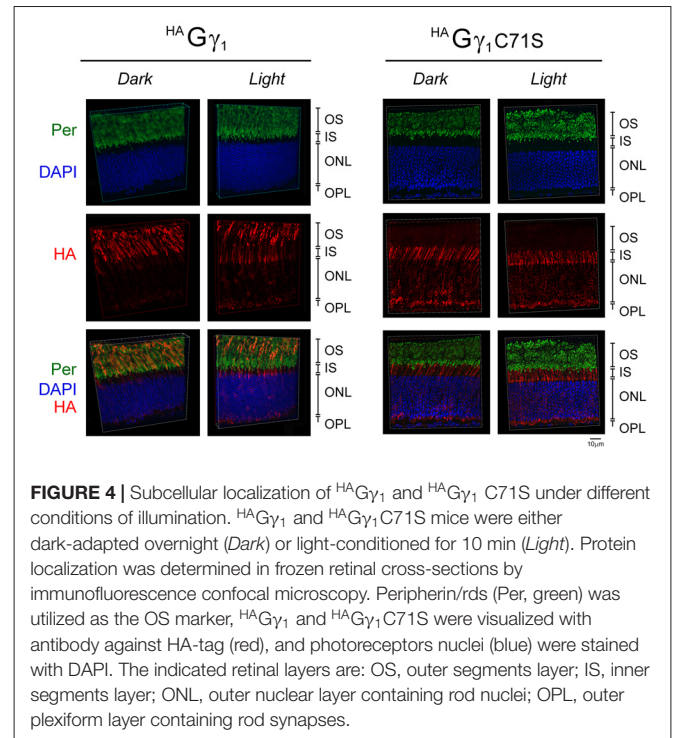 HAGγ1 HAGγ1C71S
Dark Light Dark Light
Per
DAPI
OS
IS
ONL
OPL
OS
IS
ONL
OPL
HA
OS
IS
ONL
OPL
OS
IS
ONL
OPL
Per
DAPI
HA
OS
IS
ONL
OPL
OS
IS
ONL
OPL
10μm
FIGURE 4 | Subcellular localization of HAGγ1 and HAGγ1 C71S under different
conditions of illumination. HAGγ1 and HAGγ1C71S mice were either
dark-adapted overnight (Dark) or light-conditioned for 10 min (Light). Protein
localization was determined in frozen retinal cross-sections by
immunofluorescence confocal microscopy. Peripherin/rds (Per, green) was
utilized as the OS marker, HAGγ1 and HAGγ1C71S were visualized with
antibody against HA-tag (red), and photoreceptors nuclei (blue) were stained
with DAPI. The indicated retinal layers are: OS, outer segments layer; IS, inner
segments layer; ONL, outer nuclear layer containing rod nuclei; OPL, outer
plexiform layer containing rod synapses.